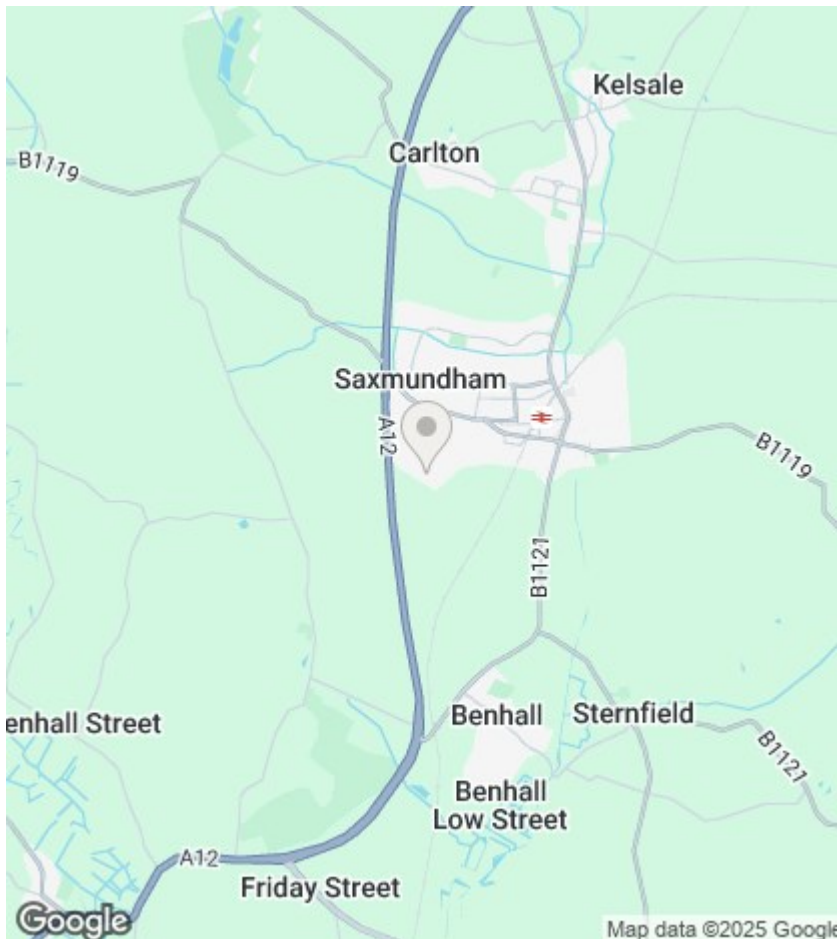 Kelsale
Carlton
B1119
Saxmundham
A12
B1119
B1121
enhall Street
Benhall
Sternfield
B1121
Benhall
Low Street
A12
Friday Street
Google
Map data ©2025 Google